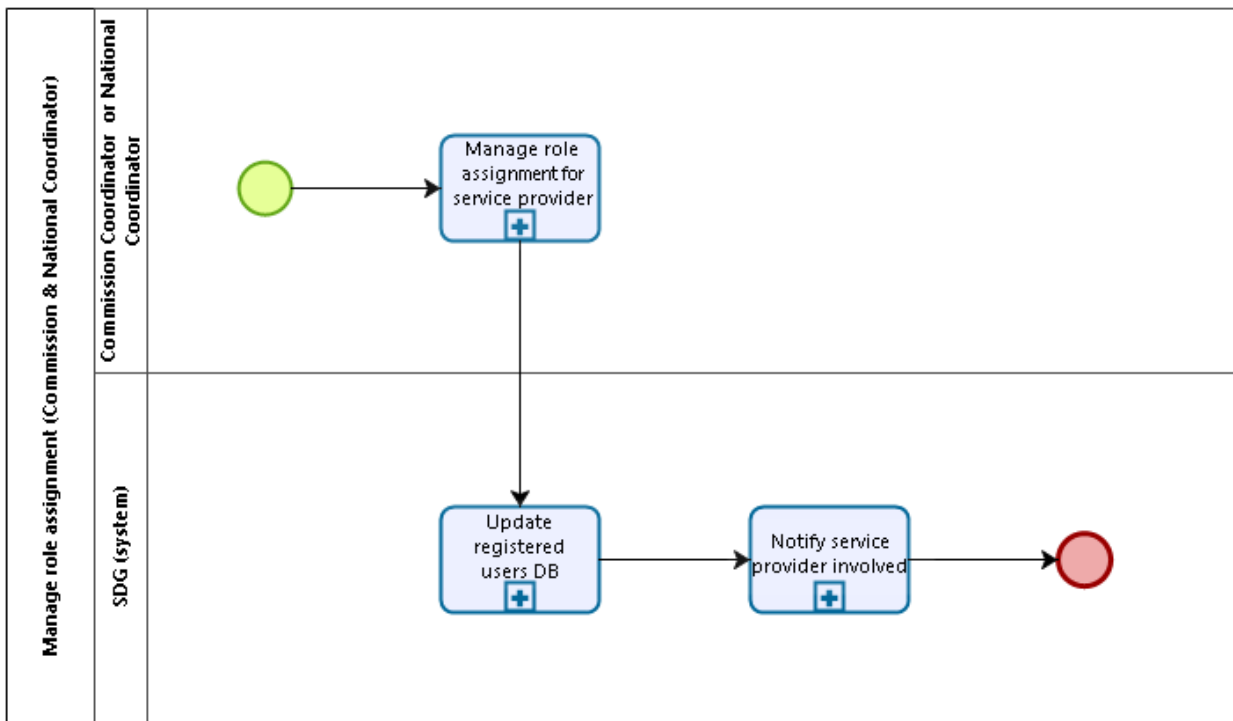 Manage role assignment (Commission & National Coordinator)
Commission Coordinator or National
Coordinator
Manage role
assignment for
service provider
SDG (system)
Update
registered
users DB
Notify service
provider involved